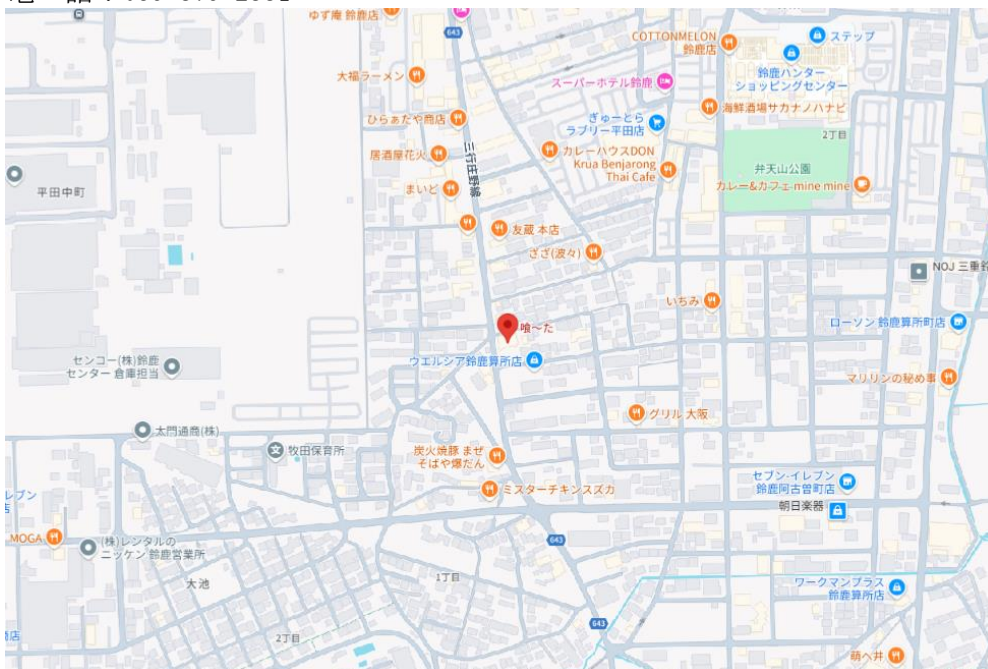 ゆず庵 鈴鹿店
643
COTTONMELON
鈴鹿店
ステップ
鈴鹿ハンター
ショッピングセンター
大福ラーメン
スーパーホテル鈴鹿
海鮮酒場サカナノハナビ
ひらぁたや商店
ぎゅーとら
ラブリー平田店
2丁目
三行庄野線
居酒屋花火
カレーハウスDON
Krua Benjarong
Thai Cafe
弁天山公園
カレー&カフェ mine mine
平田中町
まいど
友蔵 本店
ざざ(波々)
NOJ 三重鈴
いちみ
喰〜た
ローソン 鈴鹿算所町店
センコー(株)鈴鹿
センター 倉庫担当
ウエルシア鈴鹿算所店
マリリンの秘め事
グリル 大阪
太門通商(株)
牧田保育所
炭火焼豚 まぜ
そばや爆だん
セブン-イレブン
鈴鹿阿古曽町店
ミスターチキンスズカ
レブン
店
朝日楽器
MOGA
(株)レンタルの
ニッケン 鈴鹿営業所
643
大池
1丁目
ワークマンプラス
鈴鹿算所店
643
2丁目
店
萌へ井